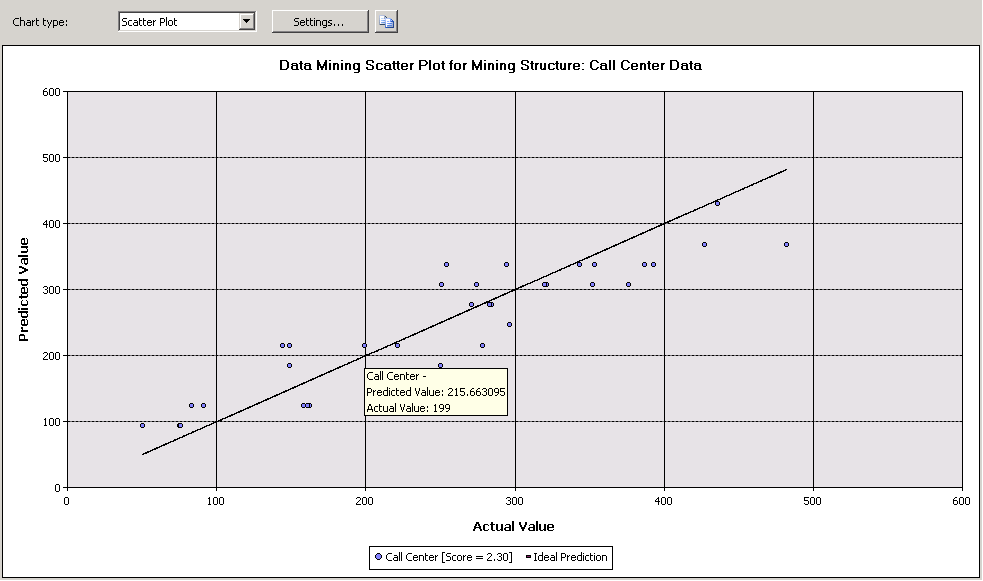 Chart type: Scatter Plot Settings...
Data Mining Scatter Plot for Mining Structure: Call Center Data
600
500
400
300
200
100
0
Predicted Value
Call Center -
Predicted Value: 215.663095
Actual Value: 199
0 100 200 300 400 500 600
Actual Value
Call Center [Score = 2.30] Ideal Prediction